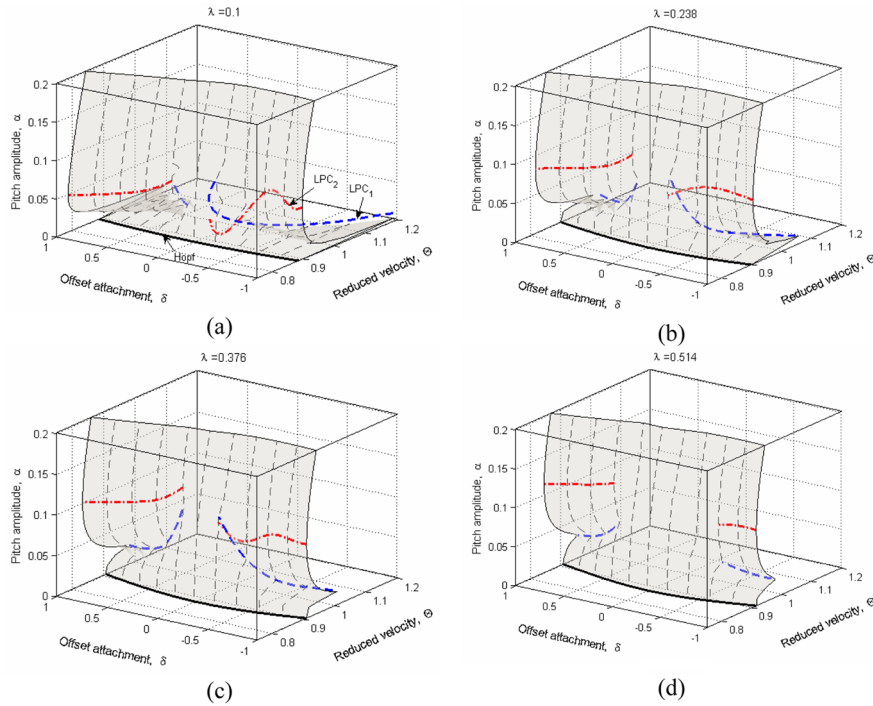 λ=0.1
Pitch amplitude, α
0.2
0.15
0.1
0.05
0
LPC2
LPC1
Hopf
1
0.5
0
-0.5
-1
Offset attachment, δ
0.8
0.9
1
1.1
1.2
Reduced velocity, Θ
(a)
λ=0.238
Pitch amplitude, α
0.2
0.15
0.1
0.05
0
1
0.5
0
-0.5
-1
Offset attachment, δ
0.8
0.9
1
1.1
1.2
Reduced velocity, Θ
(b)
λ=0.376
Pitch amplitude, α
0.2
0.15
0.1
0.05
0
1
0.5
0
-0.5
-1
Offset attachment, δ
0.8
0.9
1
1.1
1.2
Reduced velocity, Θ
(c)
λ=0.514
Pitch amplitude, α
0.2
0.15
0.1
0.05
0
1
0.5
0
-0.5
-1
Offset attachment, δ
0.8
0.9
1
1.1
1.2
Reduced velocity, Θ
(d)